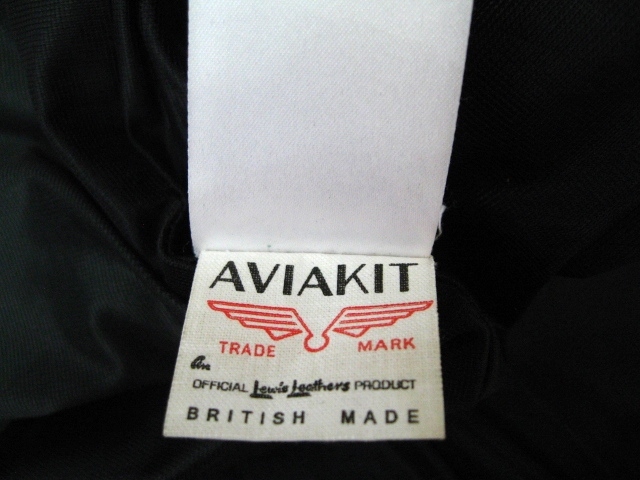 AVIAKIT
TRADE MARK
An
OFFICIAL Lewis Leathers PRODUCT
BRITISH MADE